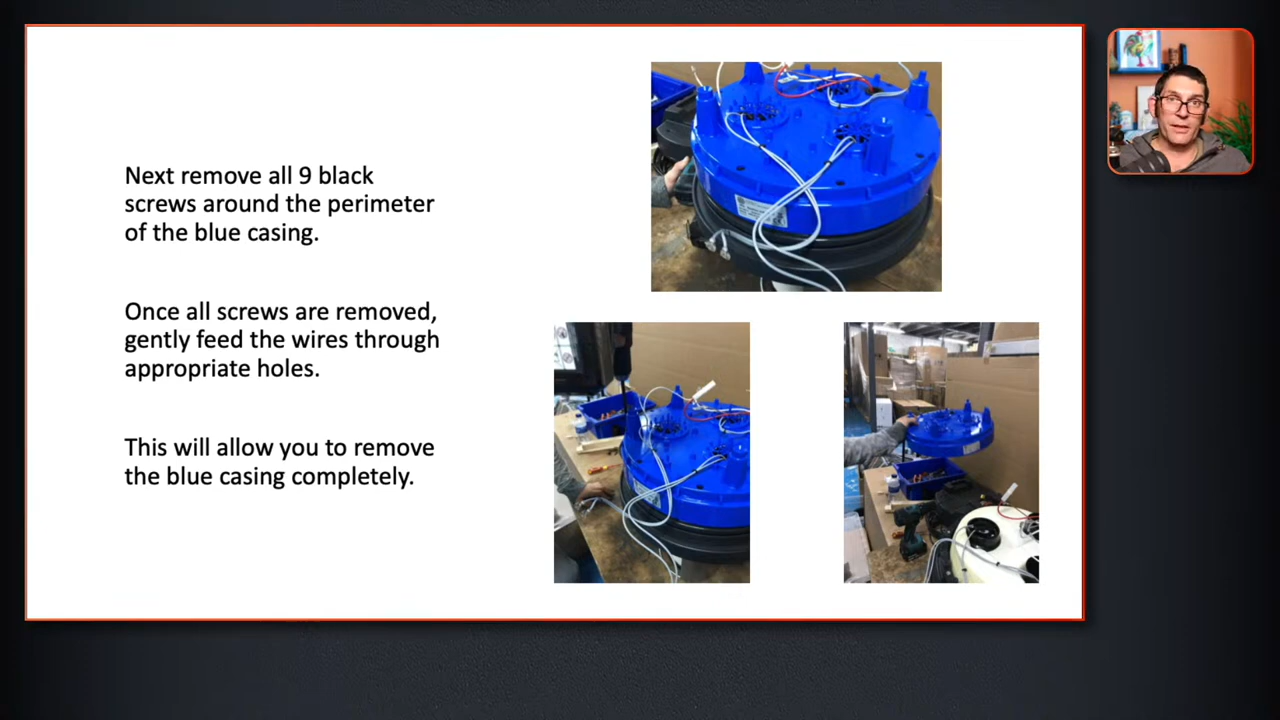 Next remove all 9 black
screws around the perimeter
of the blue casing.
Once all screws are removed,
gently feed the wires through
appropriate holes.
This will allow you to remove
the blue casing completely.